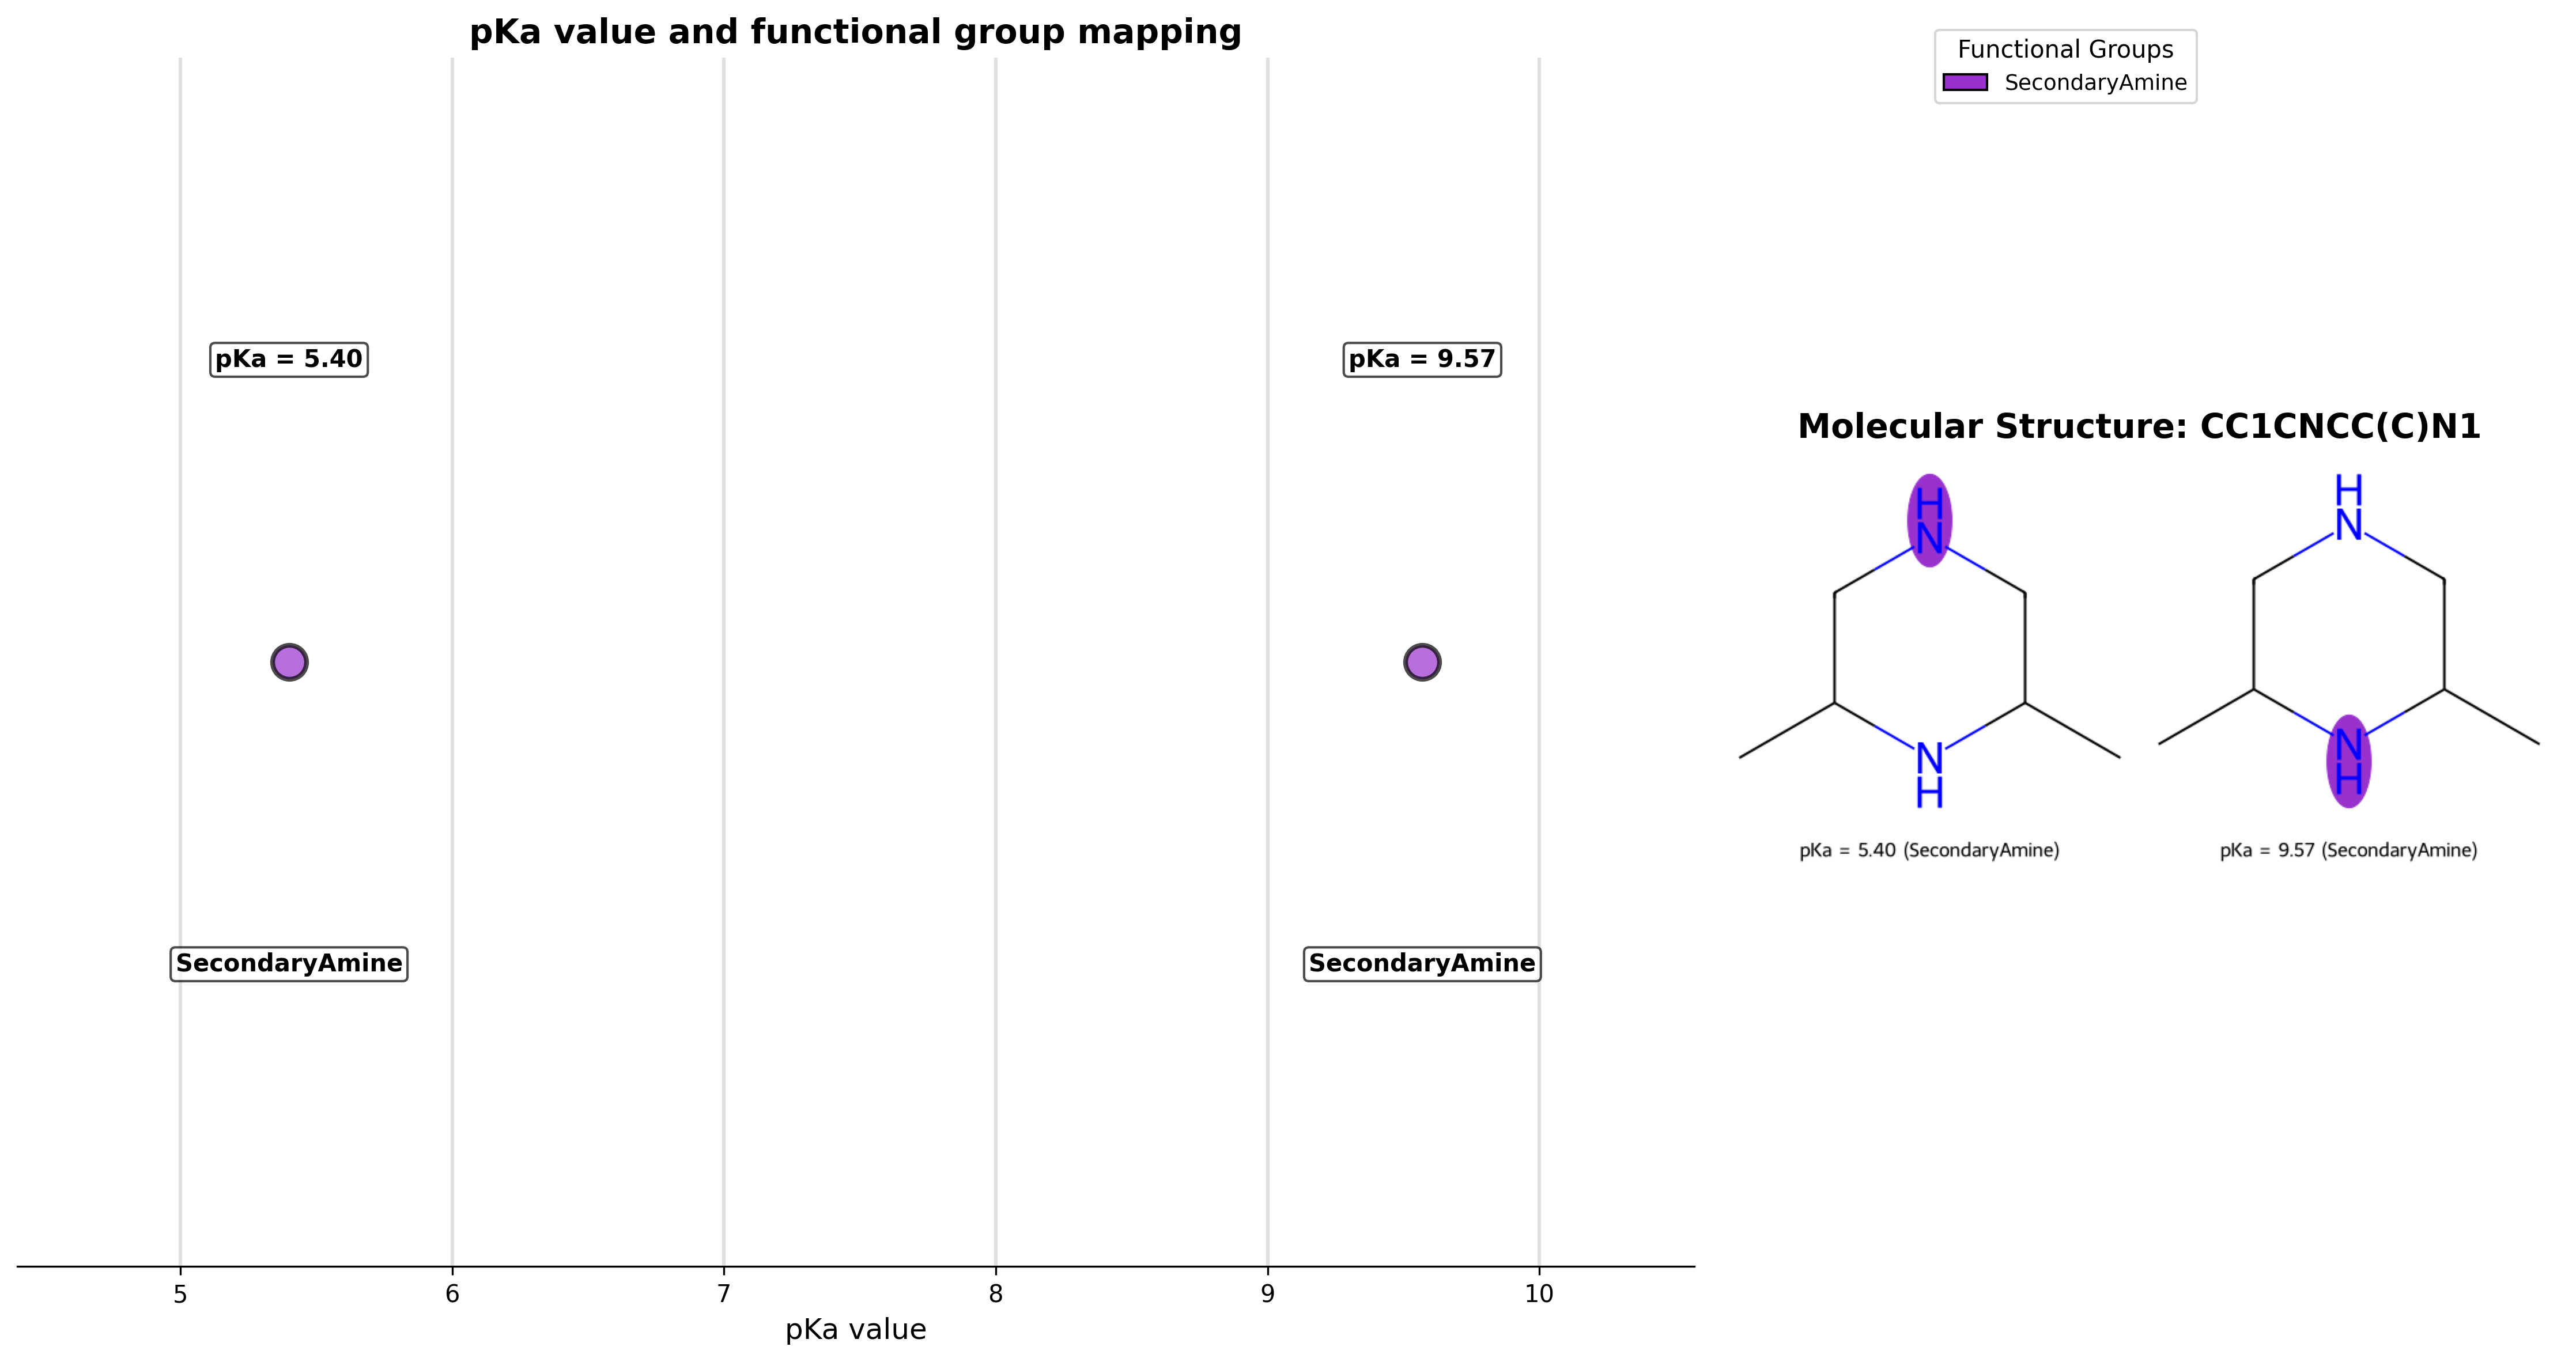 pKa value and functional group mapping
pKa = 5.40
pKa = 9.57
SecondaryAmine
SecondaryAmine
5
6
7
8
9
10
pKa value
Functional Groups
SecondaryAmine
Molecular Structure: CC1CNCC(C)N1
H
N
N
H
H
N
N
H
pKa = 5.40 (SecondaryAmine)
pKa = 9.57 (SecondaryAmine)